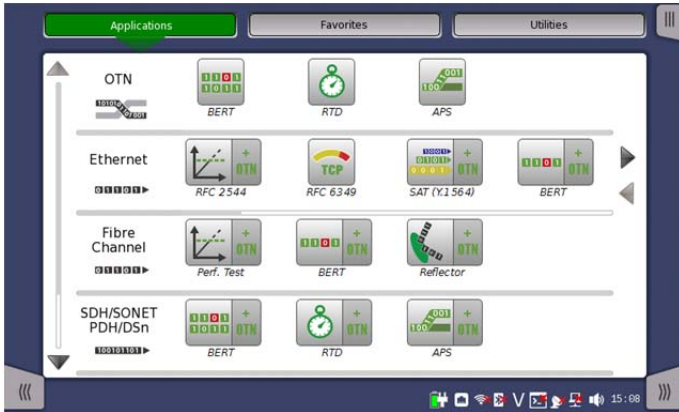 Applications Favorites Utilities
OTN
BERT RTD APS
Ethernet
TCP
+ OTN + OTN + OTN
RFC 2544 RFC 6349 SAT (Y.1564) BERT
Fibre
Channel
+ OTN + OTN + OTN
Perf. Test BERT Reflector
SDH/SONET
PDH/DSn
+ OTN + OTN + OTN
BERT RTD APS
15:08